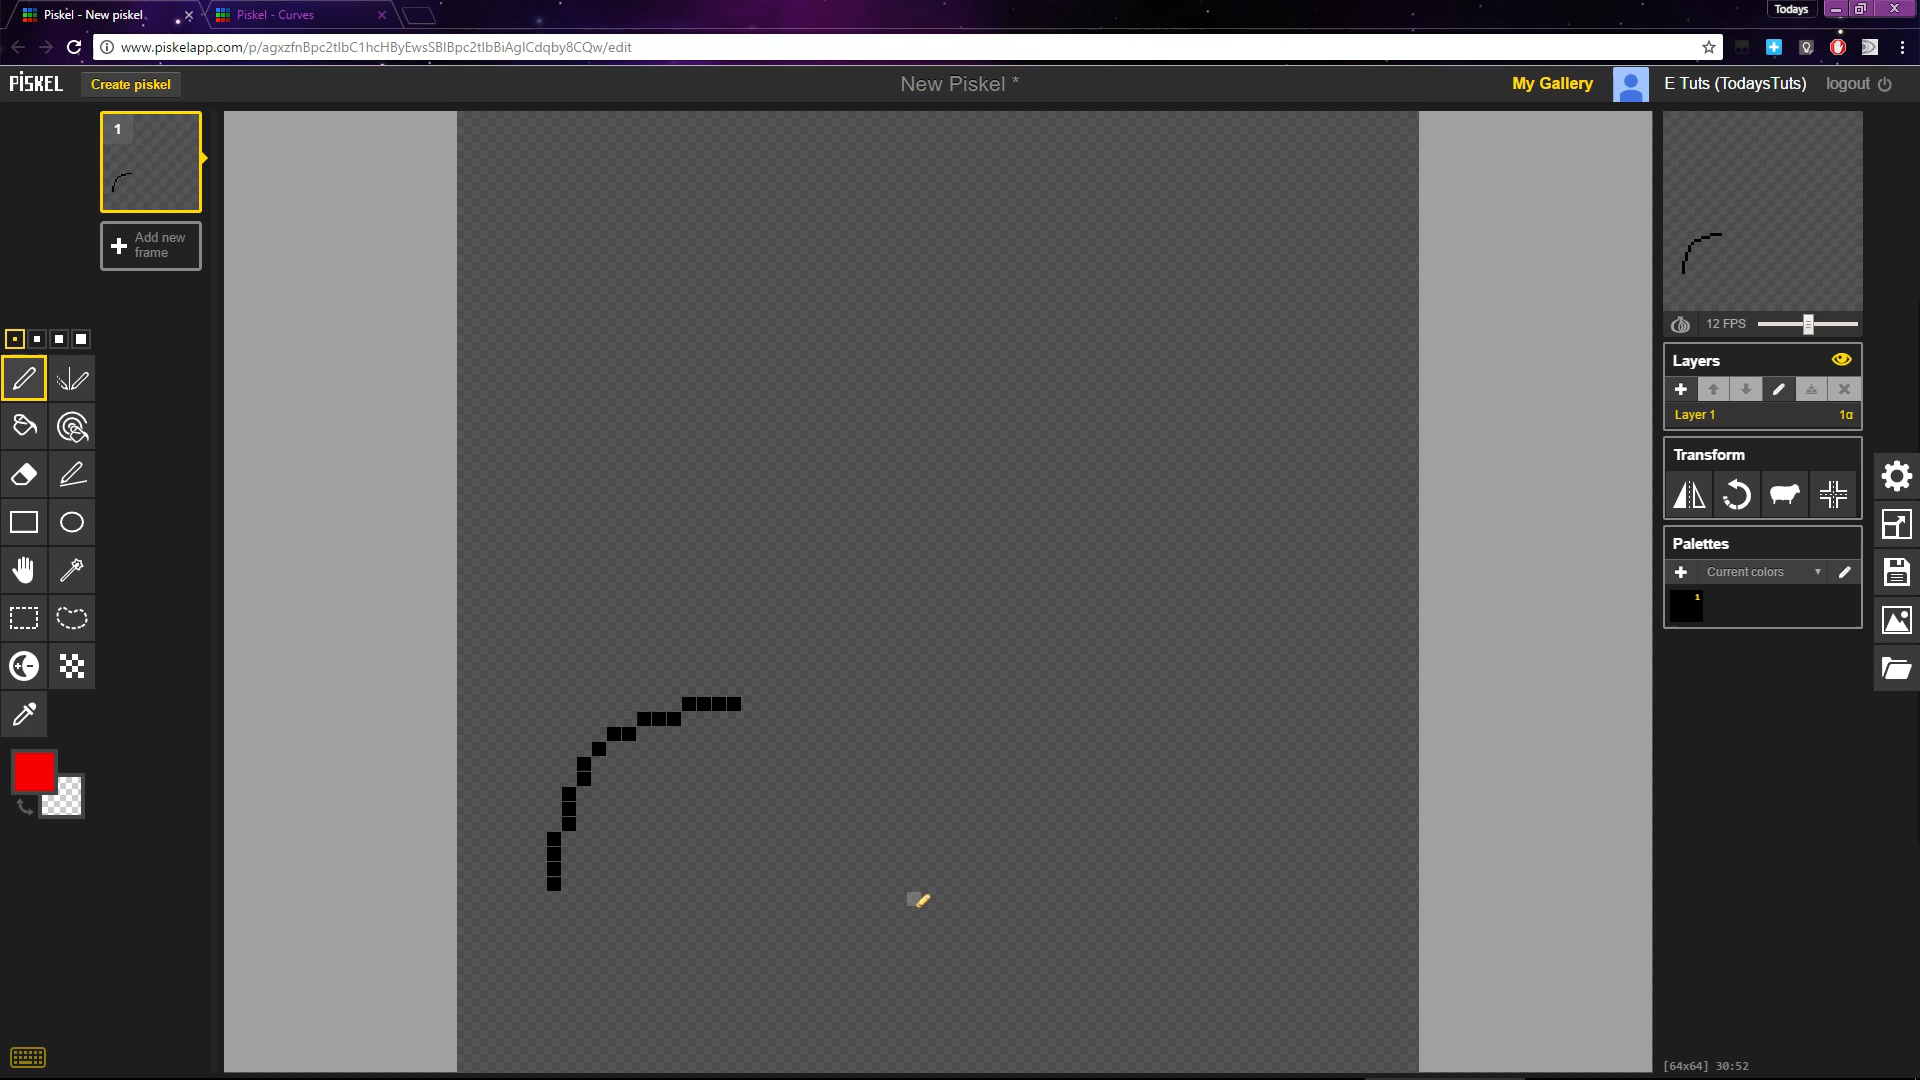 Piskel - New piskel
Piskel - Curves
Todays
www.piskelapp.com/p/agxzfnBpc2tlbC1hcHByEwsSBlBpc2tlbBiAgICdqby8CQw/edit
PISKEL
Create piskel
New Piskel *
My Gallery
E Tuts (TodaysTuts)
logout
1
Add new
frame
12 FPS
Layers
Layer 1
1α
Transform
Palettes
Current colors
1
[64x64] 30:52